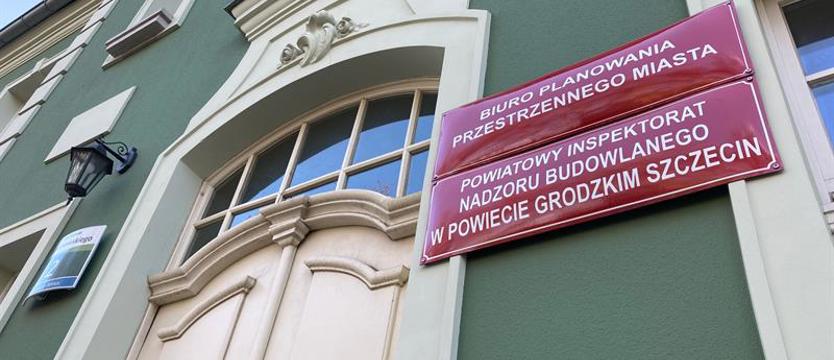 BIURO PLANOWANIA
PRZESTRZENNEGO MIASTA
POWIATOWY INSPEKTORAT
NADZORU BUDOWLANEGO
W POWIECIE GRODZKIM SZCZECIN